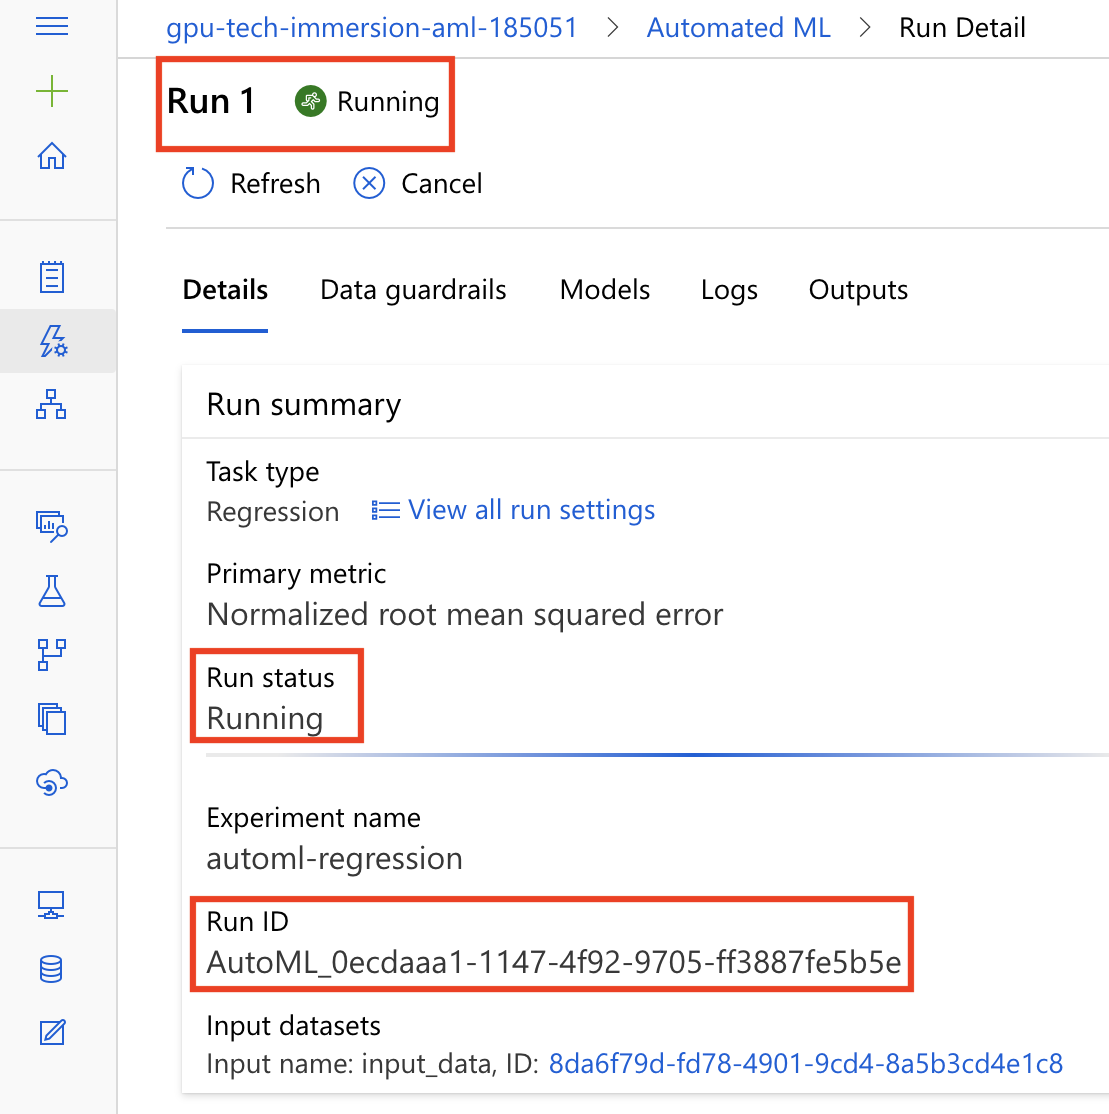 gpu-tech-immersion-aml-185051 > Automated ML > Run Detail
Run 1 Running
Refresh Cancel
Details Data guardrails Models Logs Outputs
Run summary
Task type
Regression View all run settings
Primary metric
Normalized root mean squared error
Run status
Running
Experiment name
automl-regression
Run ID
AutoML_0ecdaaa1-1147-4f92-9705-ff3887fe5b5e
Input datasets
Input name: input_data, ID: 8da6f79d-fd78-4901-9cd4-8a5b3cd4e1c8